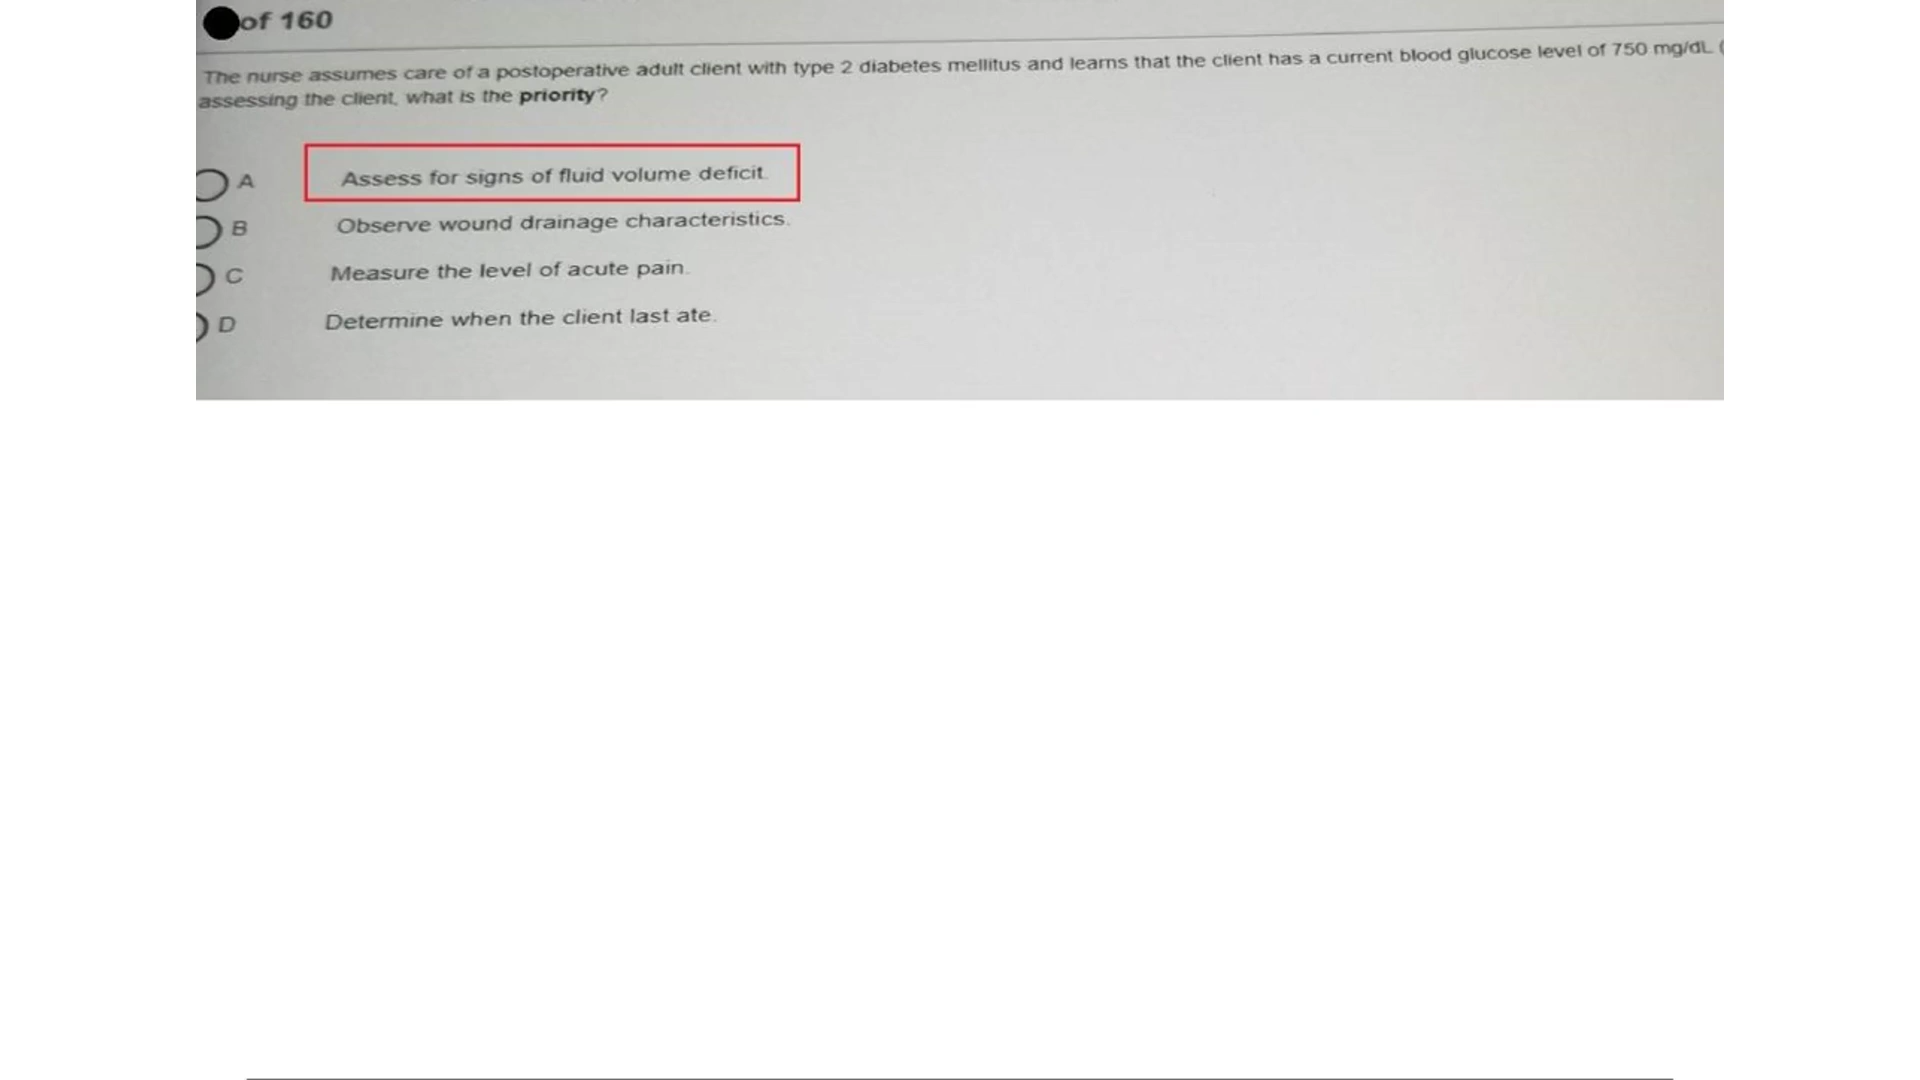 of 160
The nurse assumes care of a postoperative adult client with type 2 diabetes mellitus and learns that the client has a current blood glucose level of 750 mg/dL (
assessing the client, what is the priority?
A Assess for signs of fluid volume deficit.
B Observe wound drainage characteristics.
C Measure the level of acute pain.
D Determine when the client last ate.